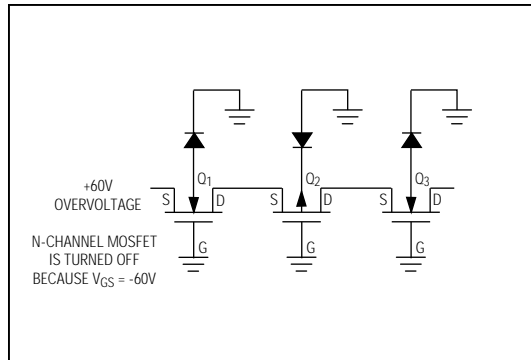 Q1
Q2
Q3
+60V
OVERVOLTAGE
S
D
S
D
S
D
N-CHANNEL MOSFET
IS TURNED OFF
BECAUSE VGS = -60V
G
G
G